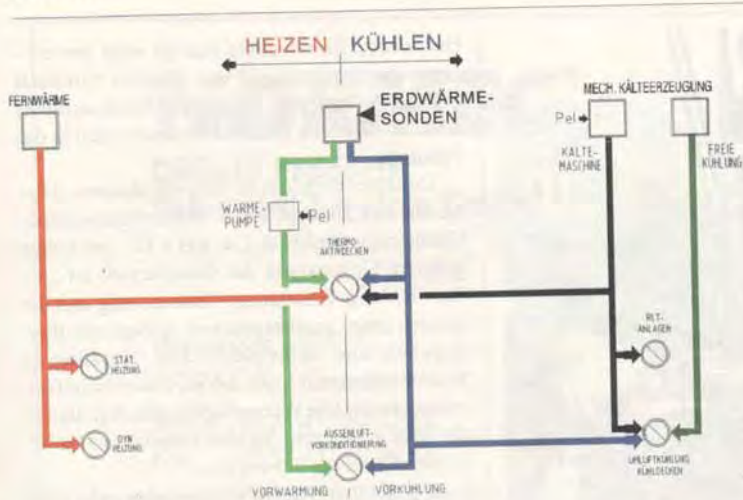 HEIZEN KÜHLEN
FERNWÄRME
ERDWÄRME-
SONDEN
MECH. KÄLTEERZEUGUNG
Pel
KÄLTE-
MASCHINE
FREIE
KÜHLUNG
WÄRME-
PUMPE
Pel
THERMO-
AKTIVDECKEN
RLT-
ANLAGEN
STAT.
HEIZUNG
DYN
HEIZUNG
AUSSENLUFT-
VORKONDITIONIERUNG
UMLUFTKÜHLUNG
KÜHLDECKEN
VORWÄRMUNG VORKÜHLUNG